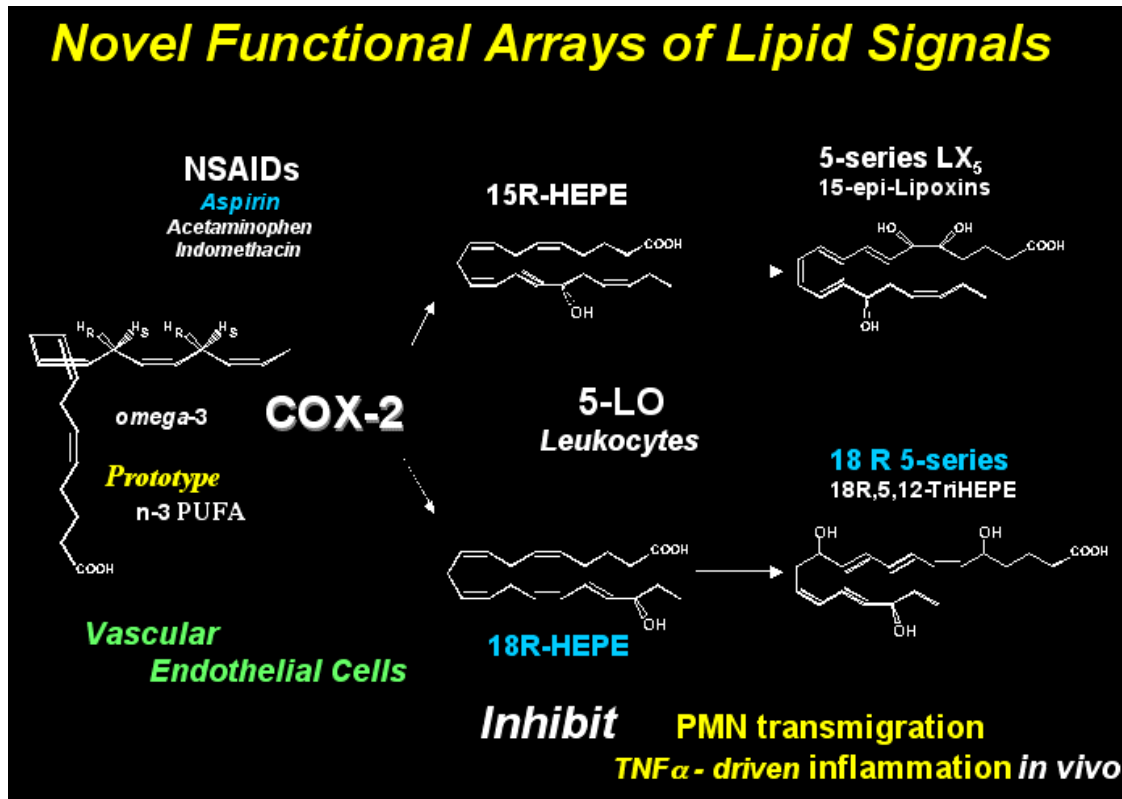 Novel Functional Arrays of Lipid Signals
NSAIDs
Aspirin
Acetaminophen
Indomethacin
15R-HEPE
COOH
OH
5-series LX5
15-epi-Lipoxins
HO
OH
COOH
OH
HR HS HR HS
omega-3
Prototype
n-3 PUFA
COOH
COX-2
5-LO
Leukocytes
18 R 5-series
18R,5,12-TriHEPE
OH
OH
COOH
OH
COOH
OH
18R-HEPE
Vascular
Endothelial Cells
Inhibit PMN transmigration
TNFα- driven inflammation in vivo